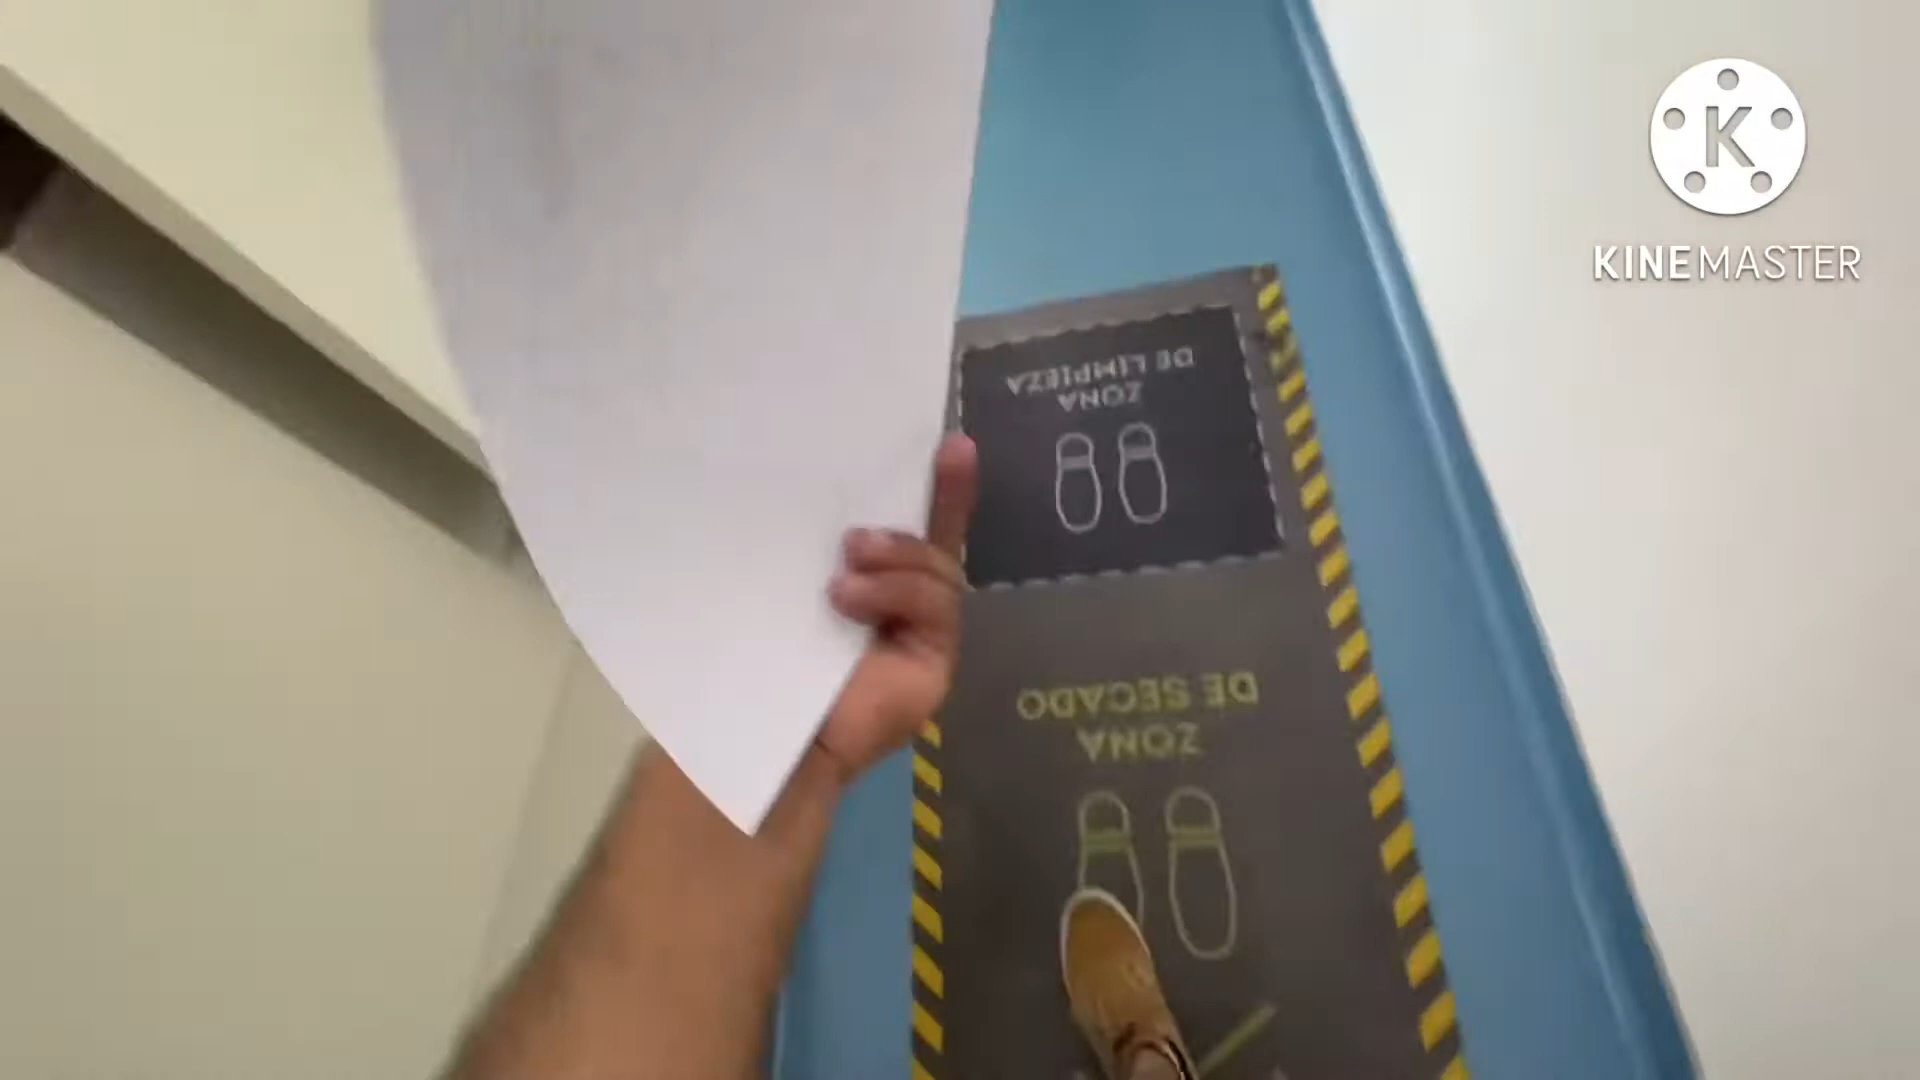 K
KINEMASTER
ZONA
DE LIMPIEZA
ZONA
DE SECADO